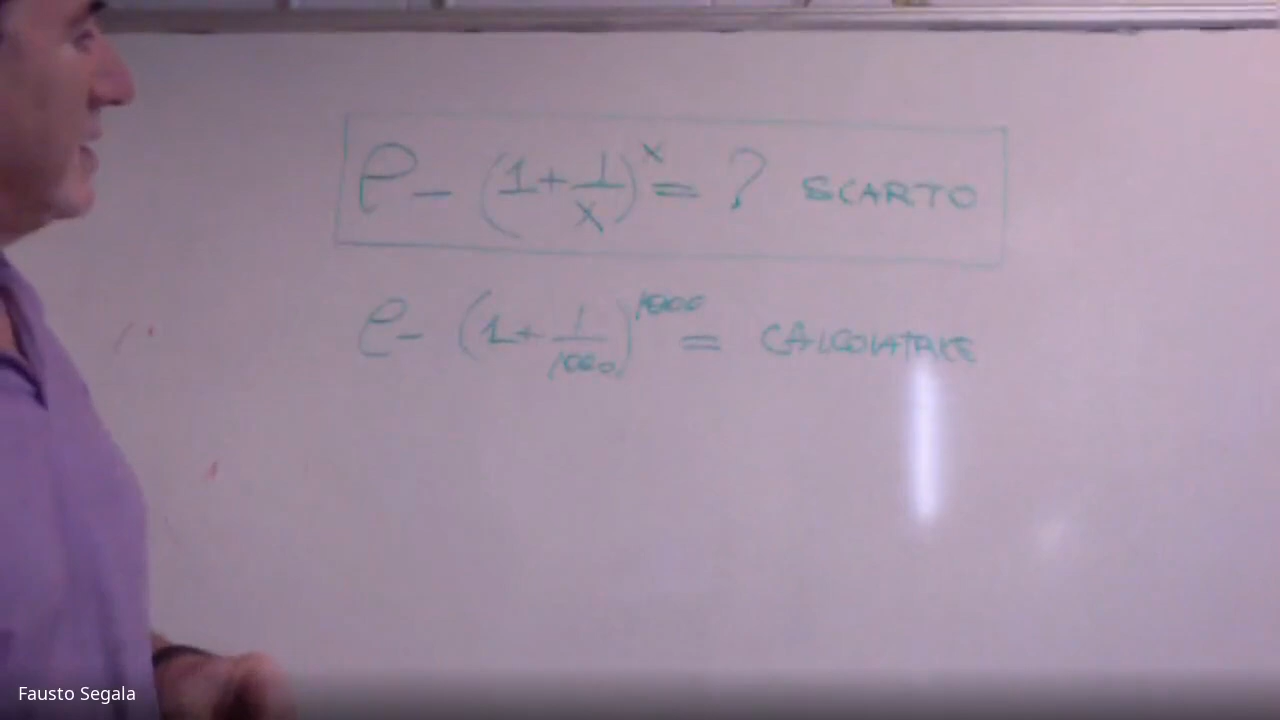 e - (1 + 1/x)^x = ? SCARTO
e - (1 + 1/1000)^1000 = CALCOLATRICE
Fausto Segala